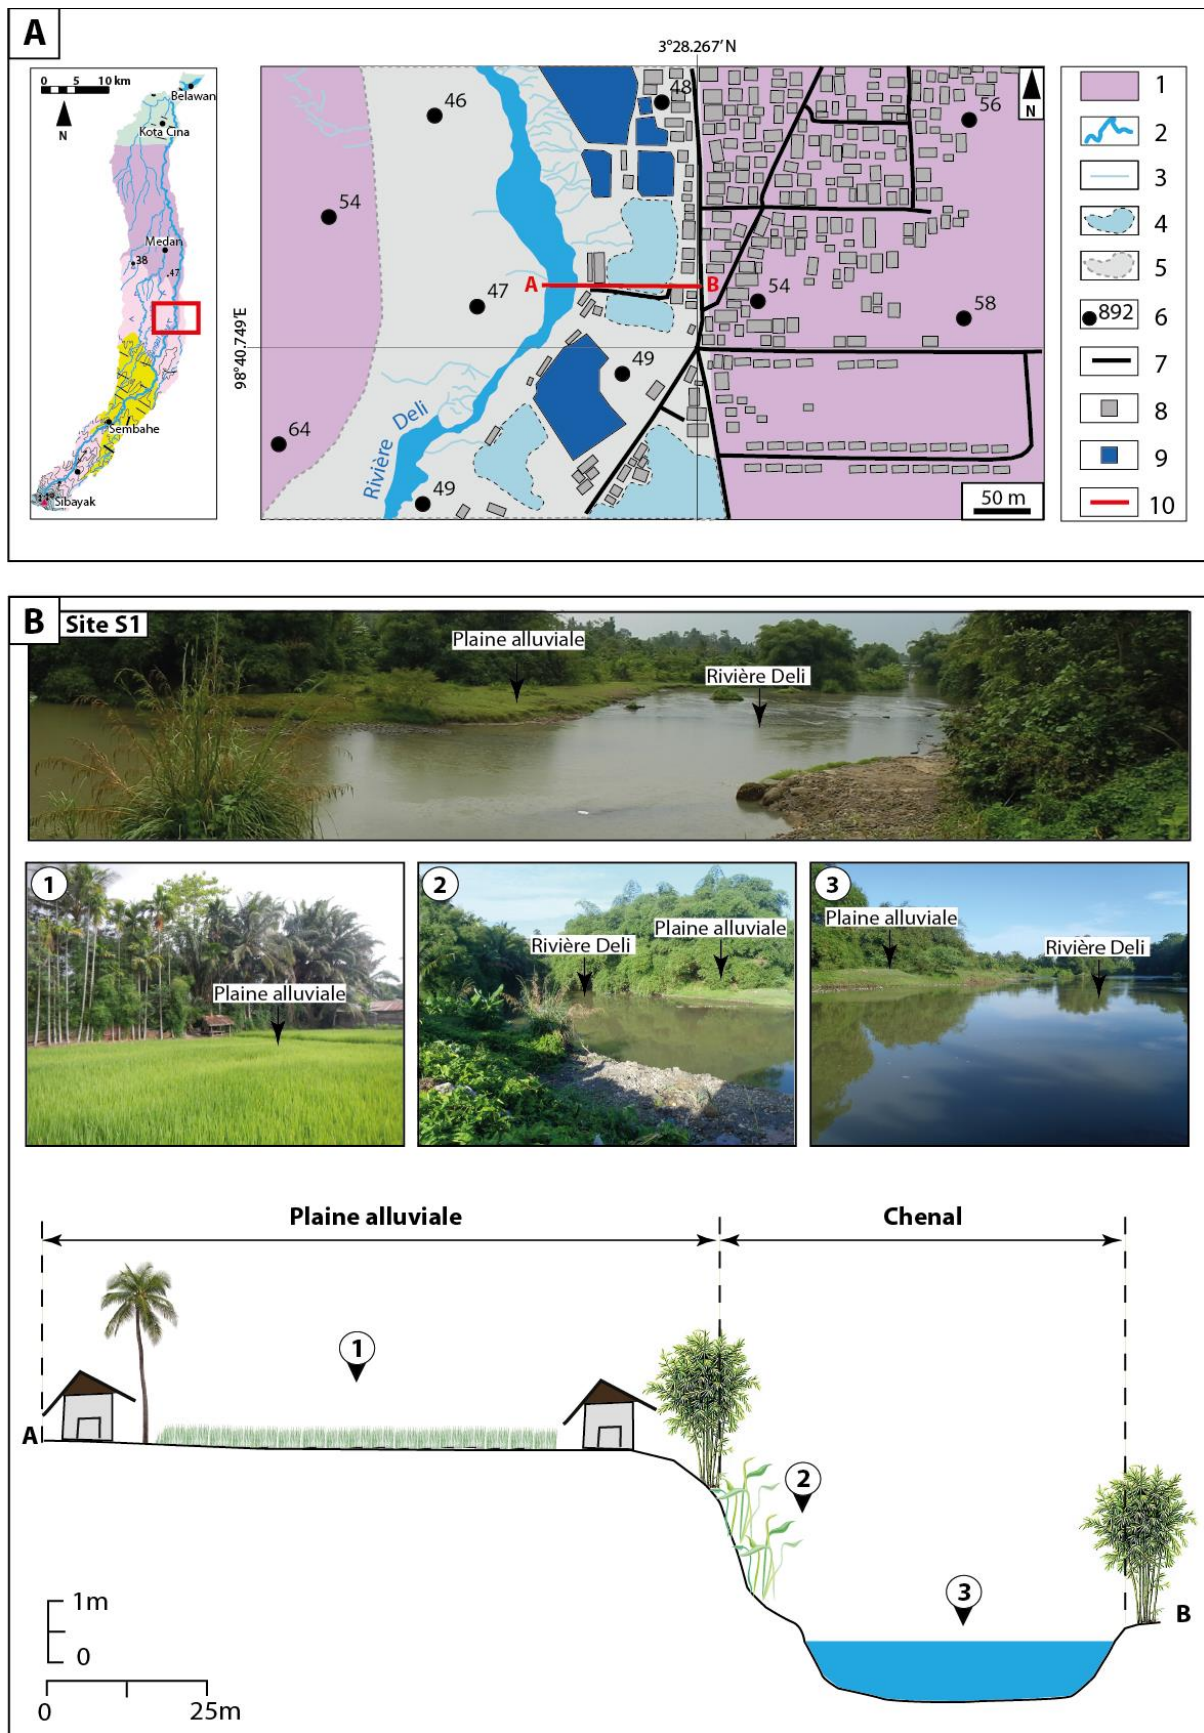 A
0 5 10 km
N
Belawan
Kota Cina
Medan
38
47
Sembahe
Sibayak
3°28.267’ N
98°40.749’E
N
46
48
56
54
47
A
B
54
58
49
64
49
Rivière Deli
50 m
1
2
3
4
5
892 6
7
8
9
10
B
Site S1
Plaine alluviale
Rivière Deli
1
Plaine alluviale
2
Rivière Deli
Plaine alluviale
3
Plaine alluviale
Rivière Deli
Plaine alluviale
Chenal
1
2
3
A
B
1m
0
0 25m